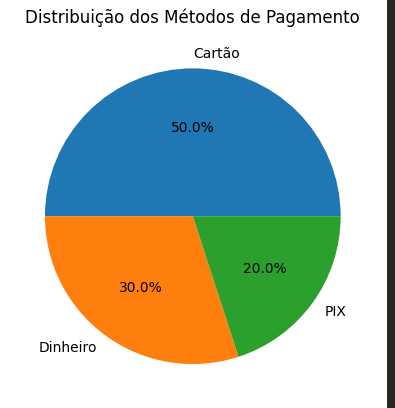 Distribuição dos Métodos de Pagamento
Cartão
50.0%
30.0%
20.0%
Dinheiro
PIX